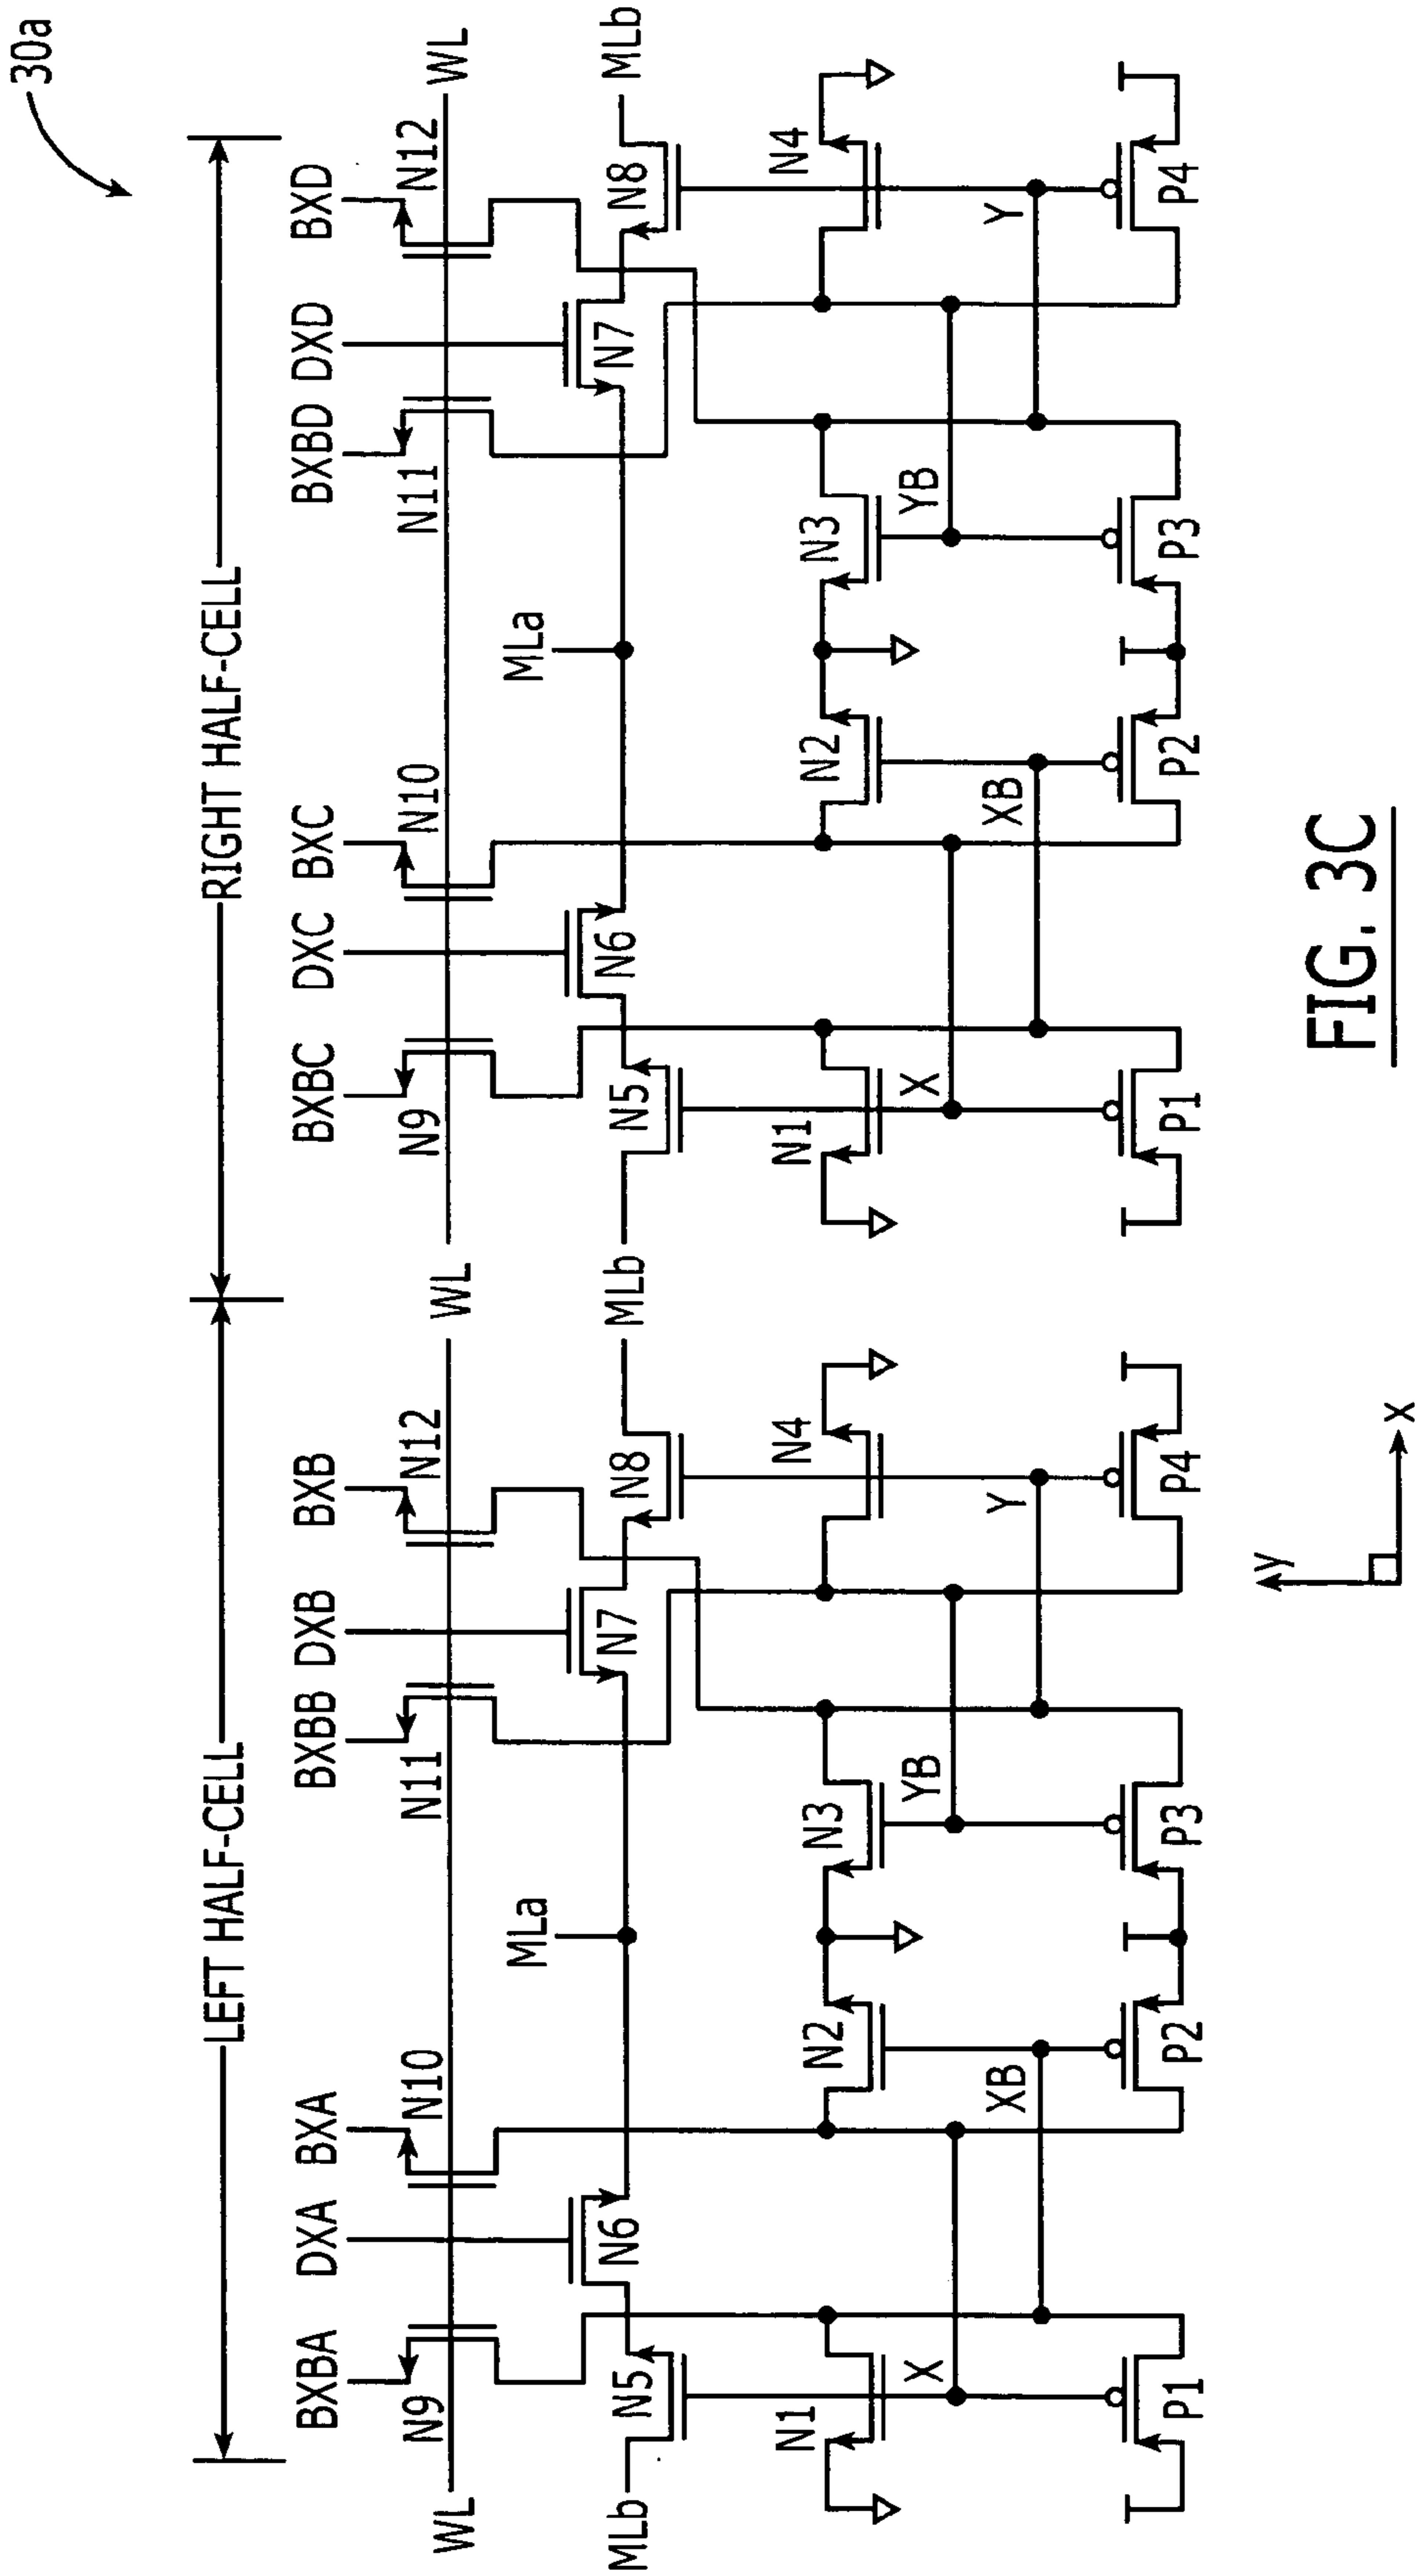 30a
LEFT HALF-CELL
RIGHT HALF-CELL
BXBA DXA BXA BXBB DXB BXB BXBC DXC BXC BXBD DXD BXD
N9 N10 N11 N12 N9 N10 N11 N12
WL WL WL
MLa MLa
MLb N5 N6 N7 N8 MLb N5 N6 N7 N8 MLb
N1 N2 N3 N4 N1 N2 N3 N4
X YB X YB
XB Y XB Y
P1 P2 P3 P4 P1 P2 P3 P4
y
x
FIG. 3C